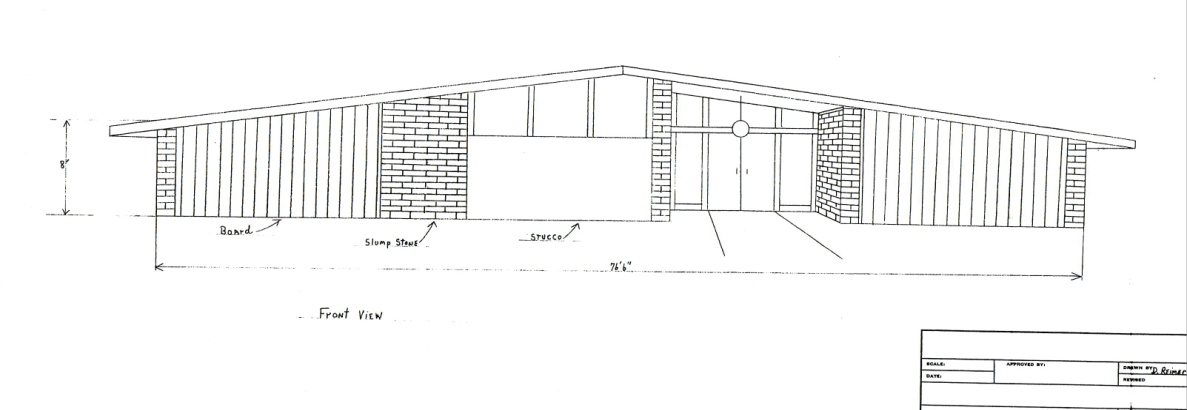 8'
Board
Slump Stone
Stucco
76'6"
Front View
SCALE:
APPROVED BY:
DRAWN BY D. Reimer
DATE:
REVISED